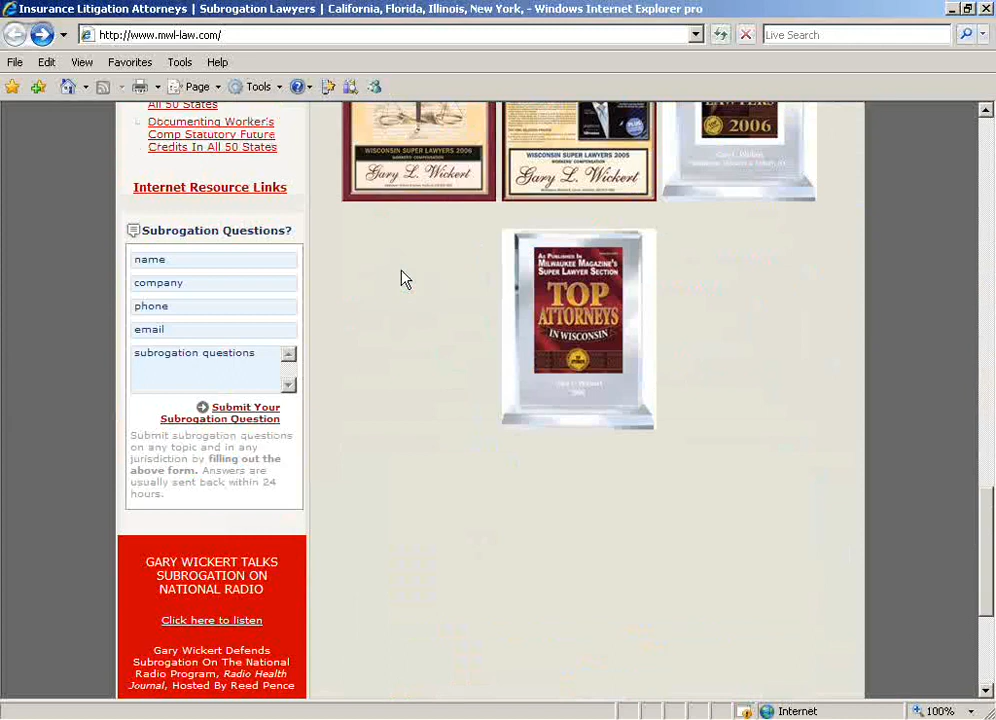 Insurance Litigation Attorneys | Subrogation Lawyers | California, Florida, Illinois, New York, - Windows Internet Explorer pro
http://www.mwl-law.com/
Live Search
File Edit View Favorites Tools Help
Page Tools
All 50 States
Documenting Worker's
Comp Statutory Future
Credits In All 50 States
Internet Resource Links
WISCONSIN SUPER LAWYERS 2006
WORKERS' COMPENSATION
Gary L. Wickert
WISCONSIN SUPER LAWYERS 2005
WORKERS' COMPENSATION
Gary L. Wickert
LAWYERS
2006
Subrogation Questions?
name
company
phone
email
subrogation questions
Submit Your
Subrogation Question
Submit subrogation questions
on any topic and in any
jurisdiction by filling out the
above form. Answers are
usually sent back within 24
hours.
AS PUBLISHED IN
MILWAUKEE MAGAZINE'S
SUPER LAWYER SECTION
TOP
ATTORNEYS
IN WISCONSIN
GARY WICKERT TALKS
SUBROGATION ON
NATIONAL RADIO
Click here to listen
Gary Wickert Defends
Subrogation On The National
Radio Program, Radio Health
Journal, Hosted By Reed Pence
Internet
100%